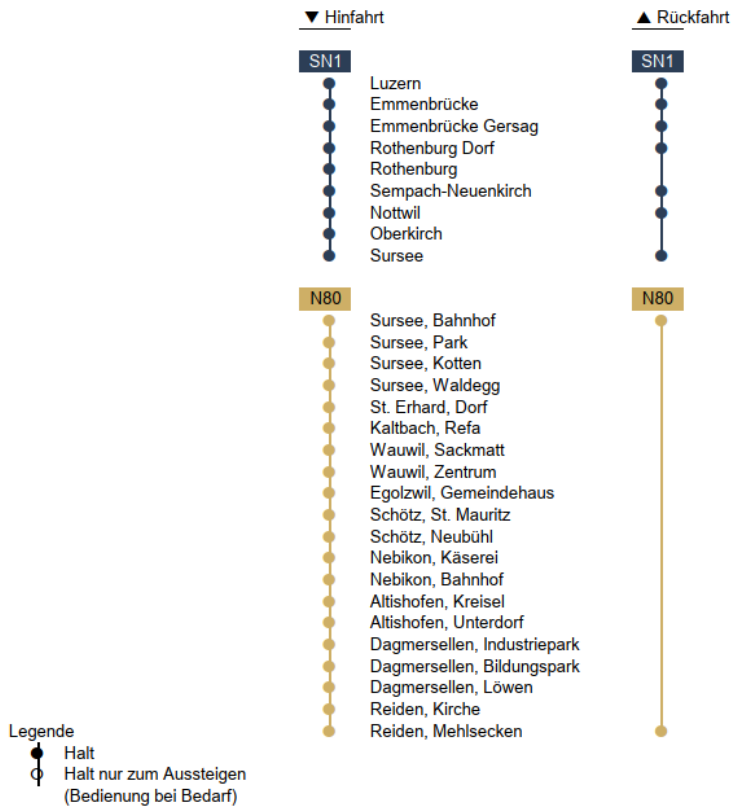 ▼ Hinfahrt
▲ Rückfahrt
SN1
SN1
Luzern
Emmenbrücke
Emmenbrücke Gersag
Rothenburg Dorf
Rothenburg
Sempach-Neuenkirch
Nottwil
Oberkirch
Sursee
N80
N80
Sursee, Bahnhof
Sursee, Park
Sursee, Kotten
Sursee, Waldegg
St. Erhard, Dorf
Kaltbach, Refa
Wauwil, Sackmatt
Wauwil, Zentrum
Egolzwil, Gemeindehaus
Schötz, St. Mauritz
Schötz, Neubühl
Nebikon, Käserei
Nebikon, Bahnhof
Altishofen, Kreisel
Altishofen, Unterdorf
Dagmersellen, Industriepark
Dagmersellen, Bildungspark
Dagmersellen, Löwen
Reiden, Kirche
Reiden, Mehlsecken
Legende
Halt
Halt nur zum Aussteigen
(Bedienung bei Bedarf)